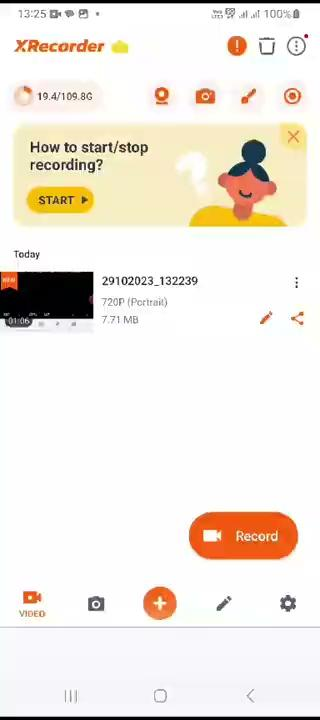 13:25
100%
XRecorder
19.4/109.8G
How to start/stop
recording?
START
Today
NEW
29102023_132239
720P (Portrait)
7.71 MB
01:06
Record
VIDEO